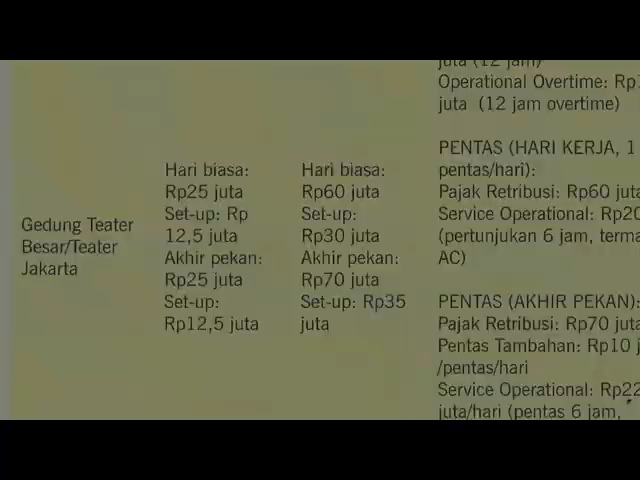 Gedung Teater
Besar/Teater
Jakarta
Hari biasa:
Rp25 juta
Set-up: Rp
12,5 juta
Akhir pekan:
Rp25 juta
Set-up:
Rp12,5 juta
Hari biasa:
Rp60 juta
Set-up:
Rp30 juta
Akhir pekan:
Rp70 juta
Set-up: Rp35
juta
juta (12 jam)
Operational Overtime:
juta (12 jam overtime)
PENTAS (HARI KERJA, 1
pentas/hari):
Pajak Retribusi: Rp60 juta
Service Operational:
(pertunjukan 6 jam,
AC)
PENTAS (AKHIR PEKAN):
Pajak Retribusi: Rp70 juta
Pentas Tambahan: Rp10
/pentas/hari
Service Operational:
juta/hari (pentas 6 jam,